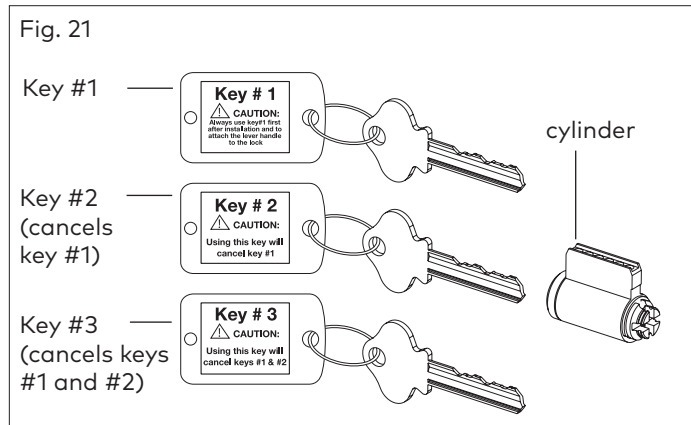 Fig. 21
Key #1
Key # 1
CAUTION:
Always use key#1 first
after installation and to
attach the lever handle
to the lock
cylinder
Key #2
(cancels
key #1)
Key # 2
CAUTION:
Using this key will
cancel key #1
Key #3
(cancels keys
#1 and #2)
Key # 3
CAUTION:
Using this key will
cancel keys #1 & #2